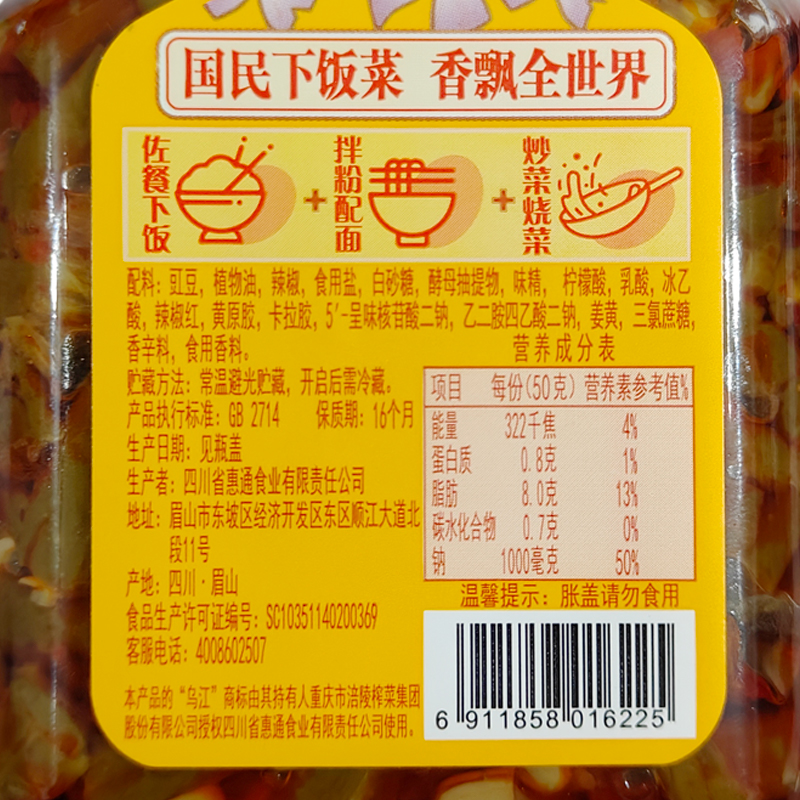 国民下饭菜 香飘全世界
佐餐下饭 + 拌粉配面 + 炒菜烧菜
配料：豇豆，植物油，辣椒，食用盐，白砂糖，酵母抽提物，味精，柠檬酸，乳酸，冰乙
酸，辣椒红，黄原胶，卡拉胶，5′-呈味核苷酸二钠，乙二胺四乙酸二钠，姜黄，三氯蔗糖，
香辛料，食用香料。
贮藏方法：常温避光贮藏，开启后需冷藏。
产品执行标准：GB 2714 保质期：16个月
生产日期：见瓶盖
生产者：四川省惠通食业有限责任公司
地址：眉山市东坡区经济开发区东区顺江大道北
段11号
产地：四川·眉山
食品生产许可证编号：SC10351140200369
客服电话：4008602507
本产品的“乌江”商标由其持有人重庆市涪陵榨菜集团
股份有限公司授权四川省惠通食业有限责任公司使用。
营养成分表
项目 每份(50克) 营养素参考值%
能量 322千焦 4%
蛋白质 0.8克 1%
脂肪 8.0克 13%
碳水化合物 0.7克 0%
钠 1000毫克 50%
温馨提示：胀盖请勿食用
6 911858 016225